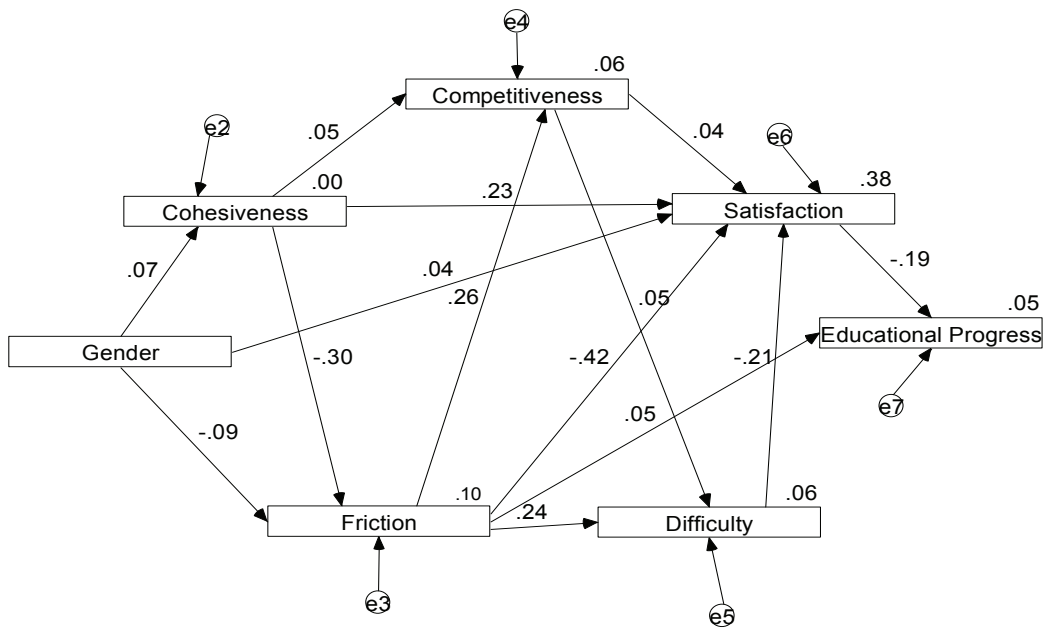 e4
.06
Competitiveness
e2
.05
.04
e6
.00
.23
.38
Cohesiveness
Satisfaction
.07
.04
-.19
.26
.05
.05
Educational Progress
Gender
-.30
-.42
-.21
e7
-.09
.05
.10
.06
.24
Friction
Difficulty
e3
e5